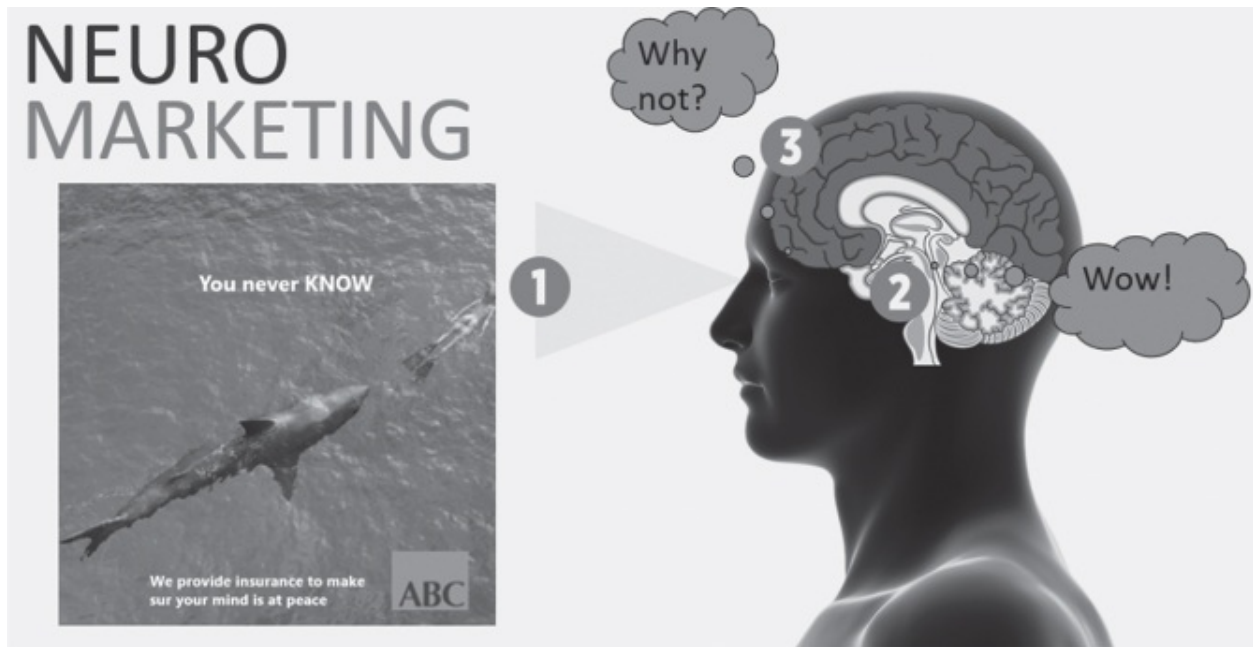 NEURO
MARKETING
You never KNOW
We provide insurance to make
sur your mind is at peace
ABC
1
Why
not?
3
2
Wow!